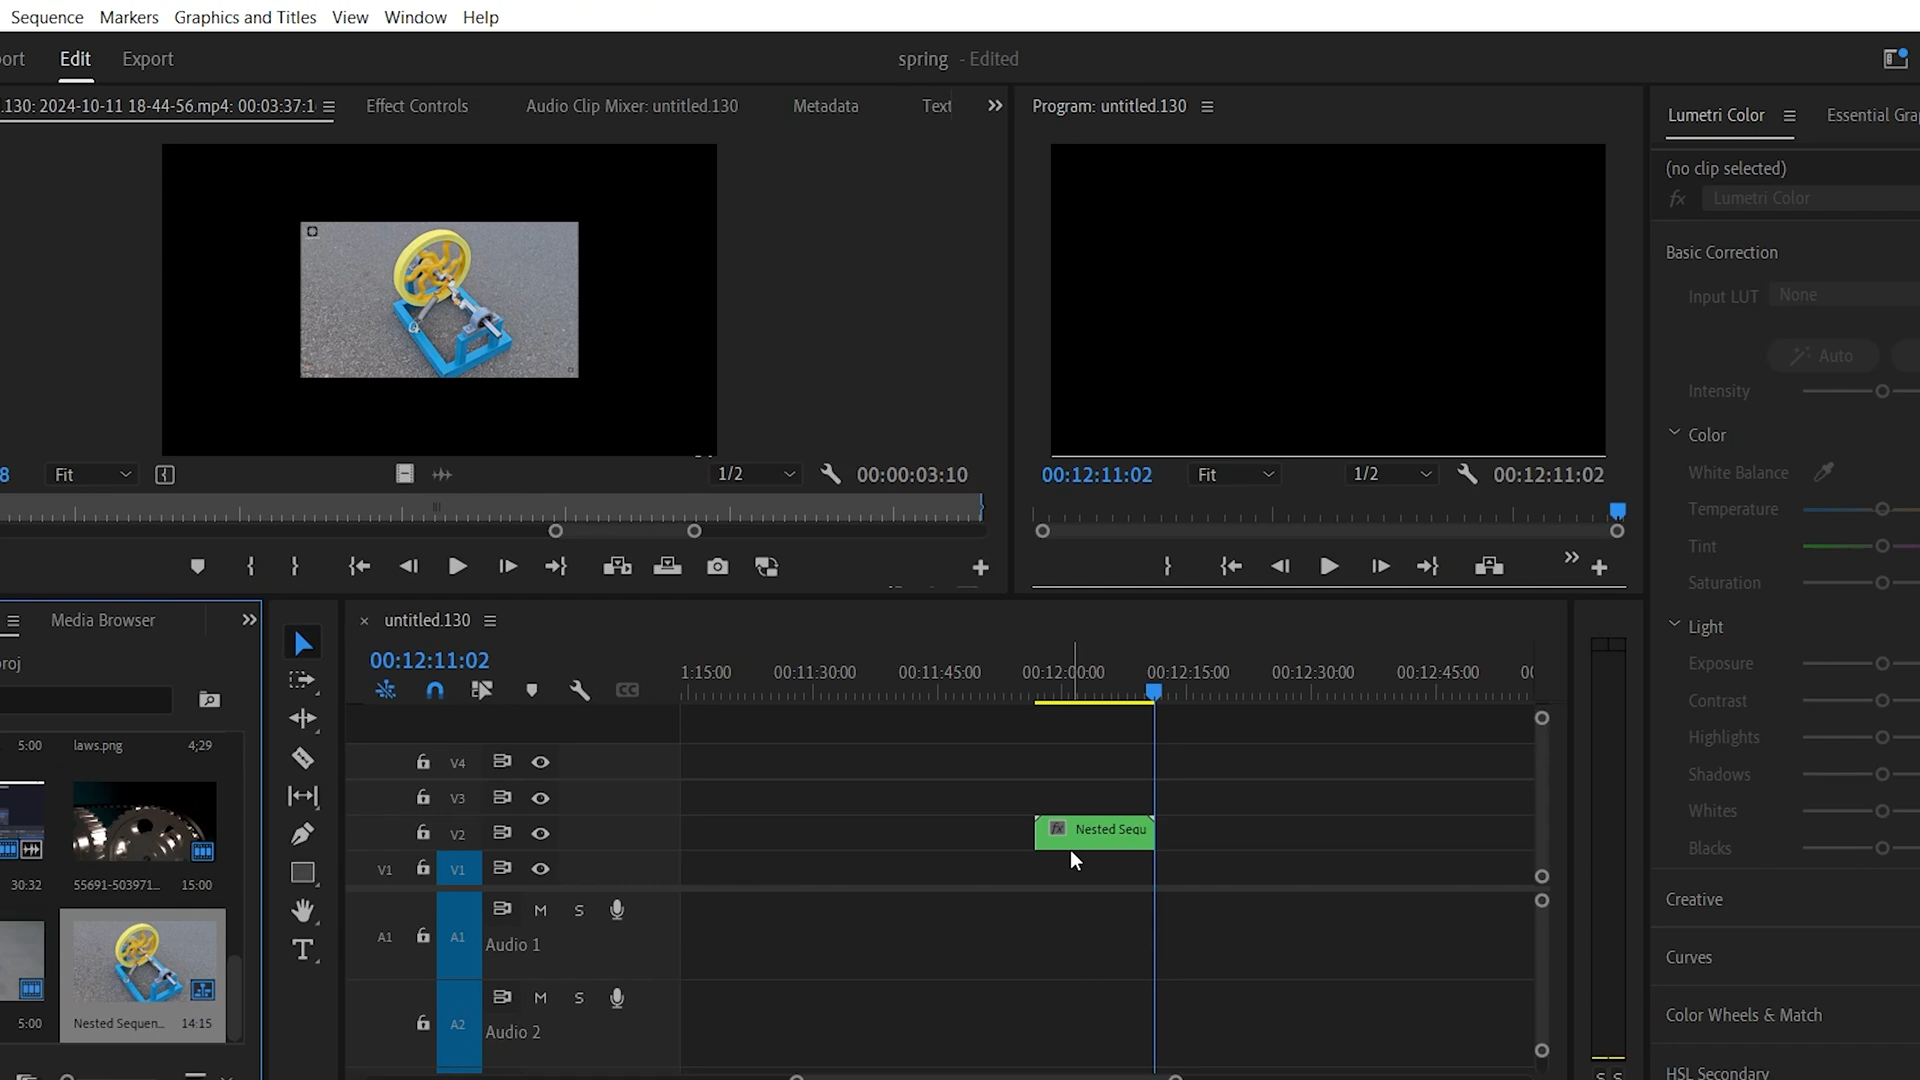 Sequence Markers Graphics and Titles View Window Help
ort Edit Export spring - Edited
.130: 2024-10-11 18-44-56.mp4: 00:03:37:1 Effect Controls Audio Clip Mixer: untitled.130 Metadata Text
Program: untitled.130
Lumetri Color Essential Gra
(no clip selected)
fx Lumetri Color
Basic Correction
Input LUT None
Auto
Intensity
Color
White Balance
Temperature
Tint
Saturation
Light
Exposure
Contrast
Highlights
Shadows
Whites
Blacks
Creative
Curves
Color Wheels & Match
HSL Secondary
8 Fit 1/2 00:00:03:10
00:12:11:02 Fit 1/2 00:12:11:02
Media Browser
roj
5:00 laws.png 4;29
30:32 55691-503971... 15:00
5:00 Nested Sequen... 14:15
× untitled.130
00:12:11:02
1:15:00 00:11:30:00 00:11:45:00 00:12:00:00 00:12:15:00 00:12:30:00 00:12:45:00 00
CC
V4
V3
V2 fx Nested Sequ
V1 V1
A1 A1 M S
Audio 1
A2 M S
Audio 2
S S